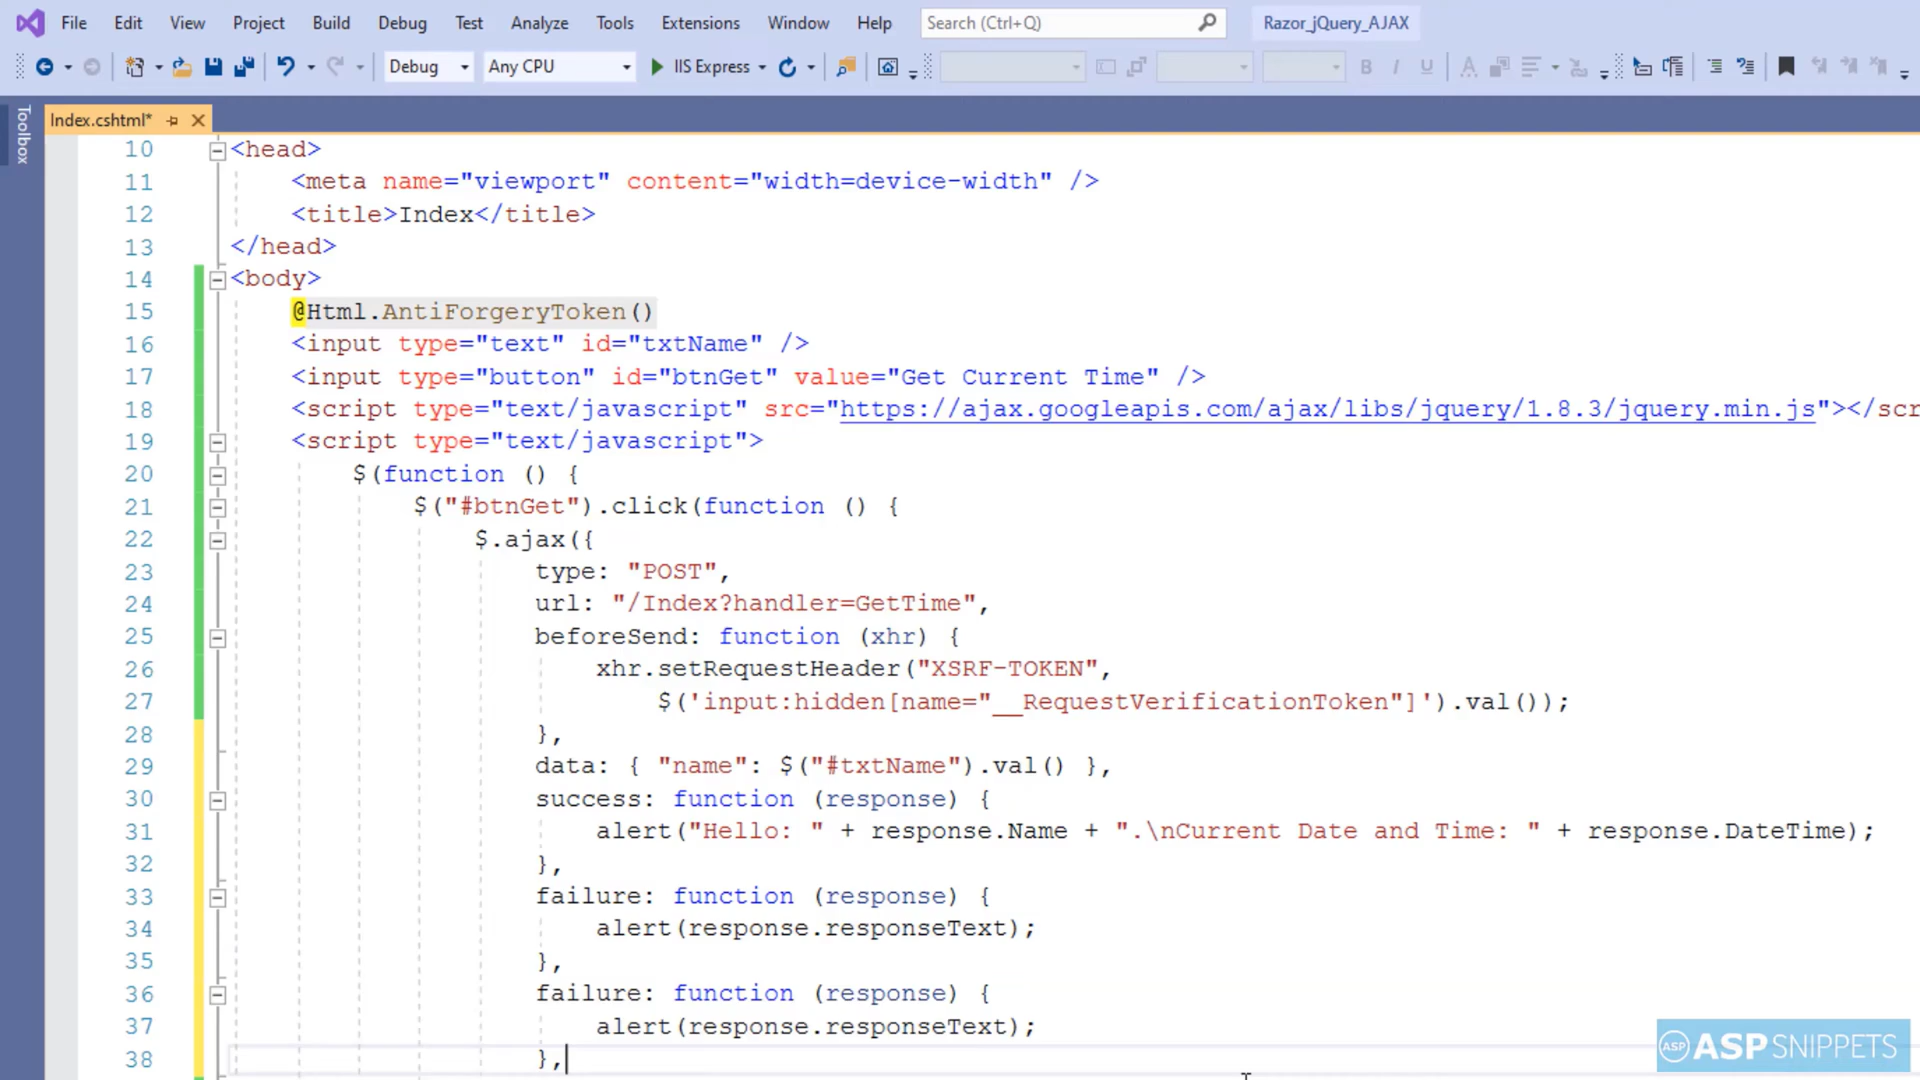 File Edit View Project Build Debug Test Analyze Tools Extensions Window Help Search (Ctrl+Q) Razor_jQuery_AJAX
Debug Any CPU IIS Express
Toolbox
Index.cshtml*
10 <head>
11 <meta name="viewport" content="width=device-width" />
12 <title>Index</title>
13 </head>
14 <body>
15 @Html.AntiForgeryToken()
16 <input type="text" id="txtName" />
17 <input type="button" id="btnGet" value="Get Current Time" />
18 <script type="text/javascript" src="https://ajax.googleapis.com/ajax/libs/jquery/1.8.3/jquery.min.js"></scr
19 <script type="text/javascript">
20 $(function () {
21 $("#btnGet").click(function () {
22 $.ajax({
23 type: "POST",
24 url: "/Index?handler=GetTime",
25 beforeSend: function (xhr) {
26 xhr.setRequestHeader("XSRF-TOKEN",
27 $('input:hidden[name="__RequestVerificationToken"]').val());
28 },
29 data: { "name": $("#txtName").val() },
30 success: function (response) {
31 alert("Hello: " + response.Name + ".\nCurrent Date and Time: " + response.DateTime);
32 },
33 failure: function (response) {
34 alert(response.responseText);
35 },
36 failure: function (response) {
37 alert(response.responseText);
38 },
ASP ASPSNIPPETS